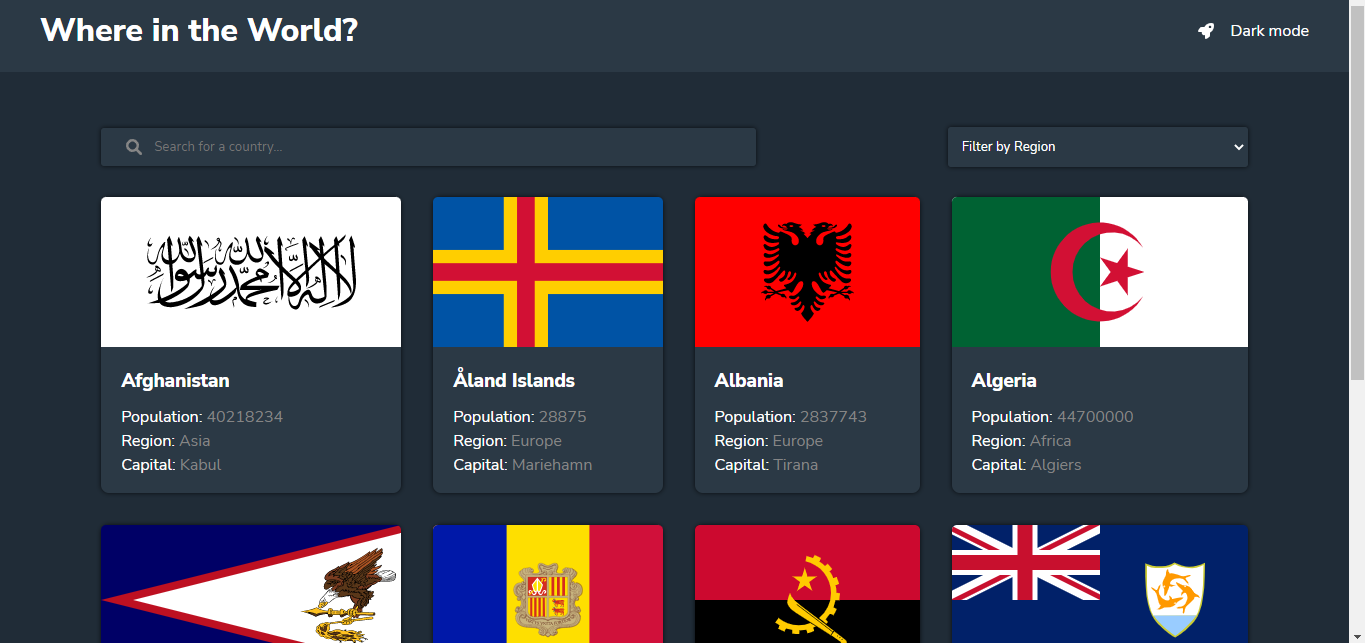 Where in the World?
Dark mode
Search for a country...
Filter by Region
لا إله إلا الله محمد رسول الله
Afghanistan
Population: 40218234
Region: Asia
Capital: Kabul
Åland Islands
Population: 28875
Region: Europe
Capital: Mariehamn
Albania
Population: 2837743
Region: Europe
Capital: Tirana
Algeria
Population: 44700000
Region: Africa
Capital: Algiers